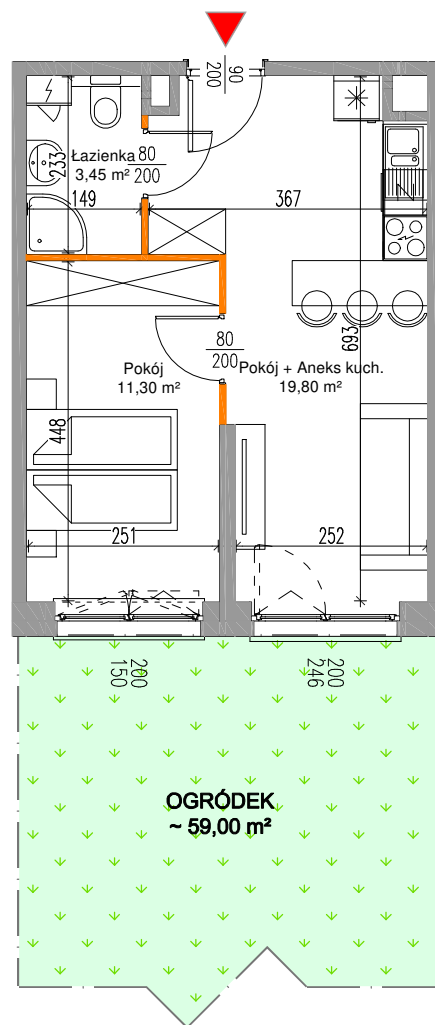 90
200
Łazienka
3,45 m²
80
200
233
149
367
80
200
Pokój
11,30 m²
Pokój + Aneks kuch.
19,80 m²
693
448
251
252
200
150
200
246
OGRÓDEK
~ 59,00 m²